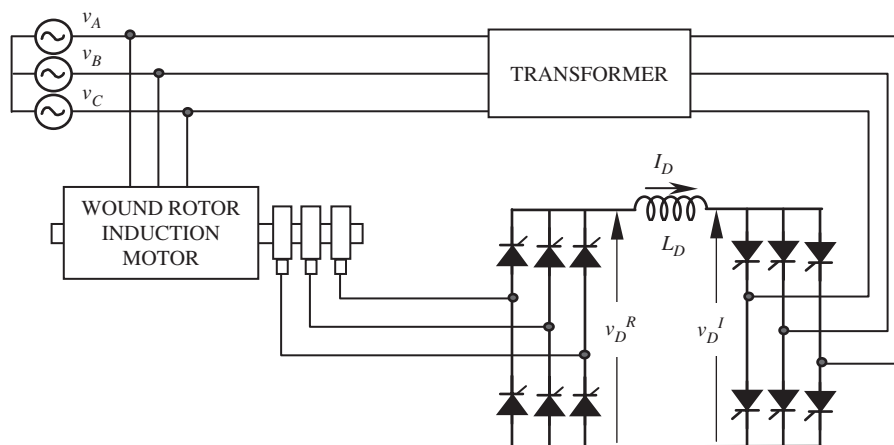 v_A
v_B
v_C
TRANSFORMER
WOUND ROTOR
INDUCTION
MOTOR
I_D
L_D
v_D^R
v_D^I